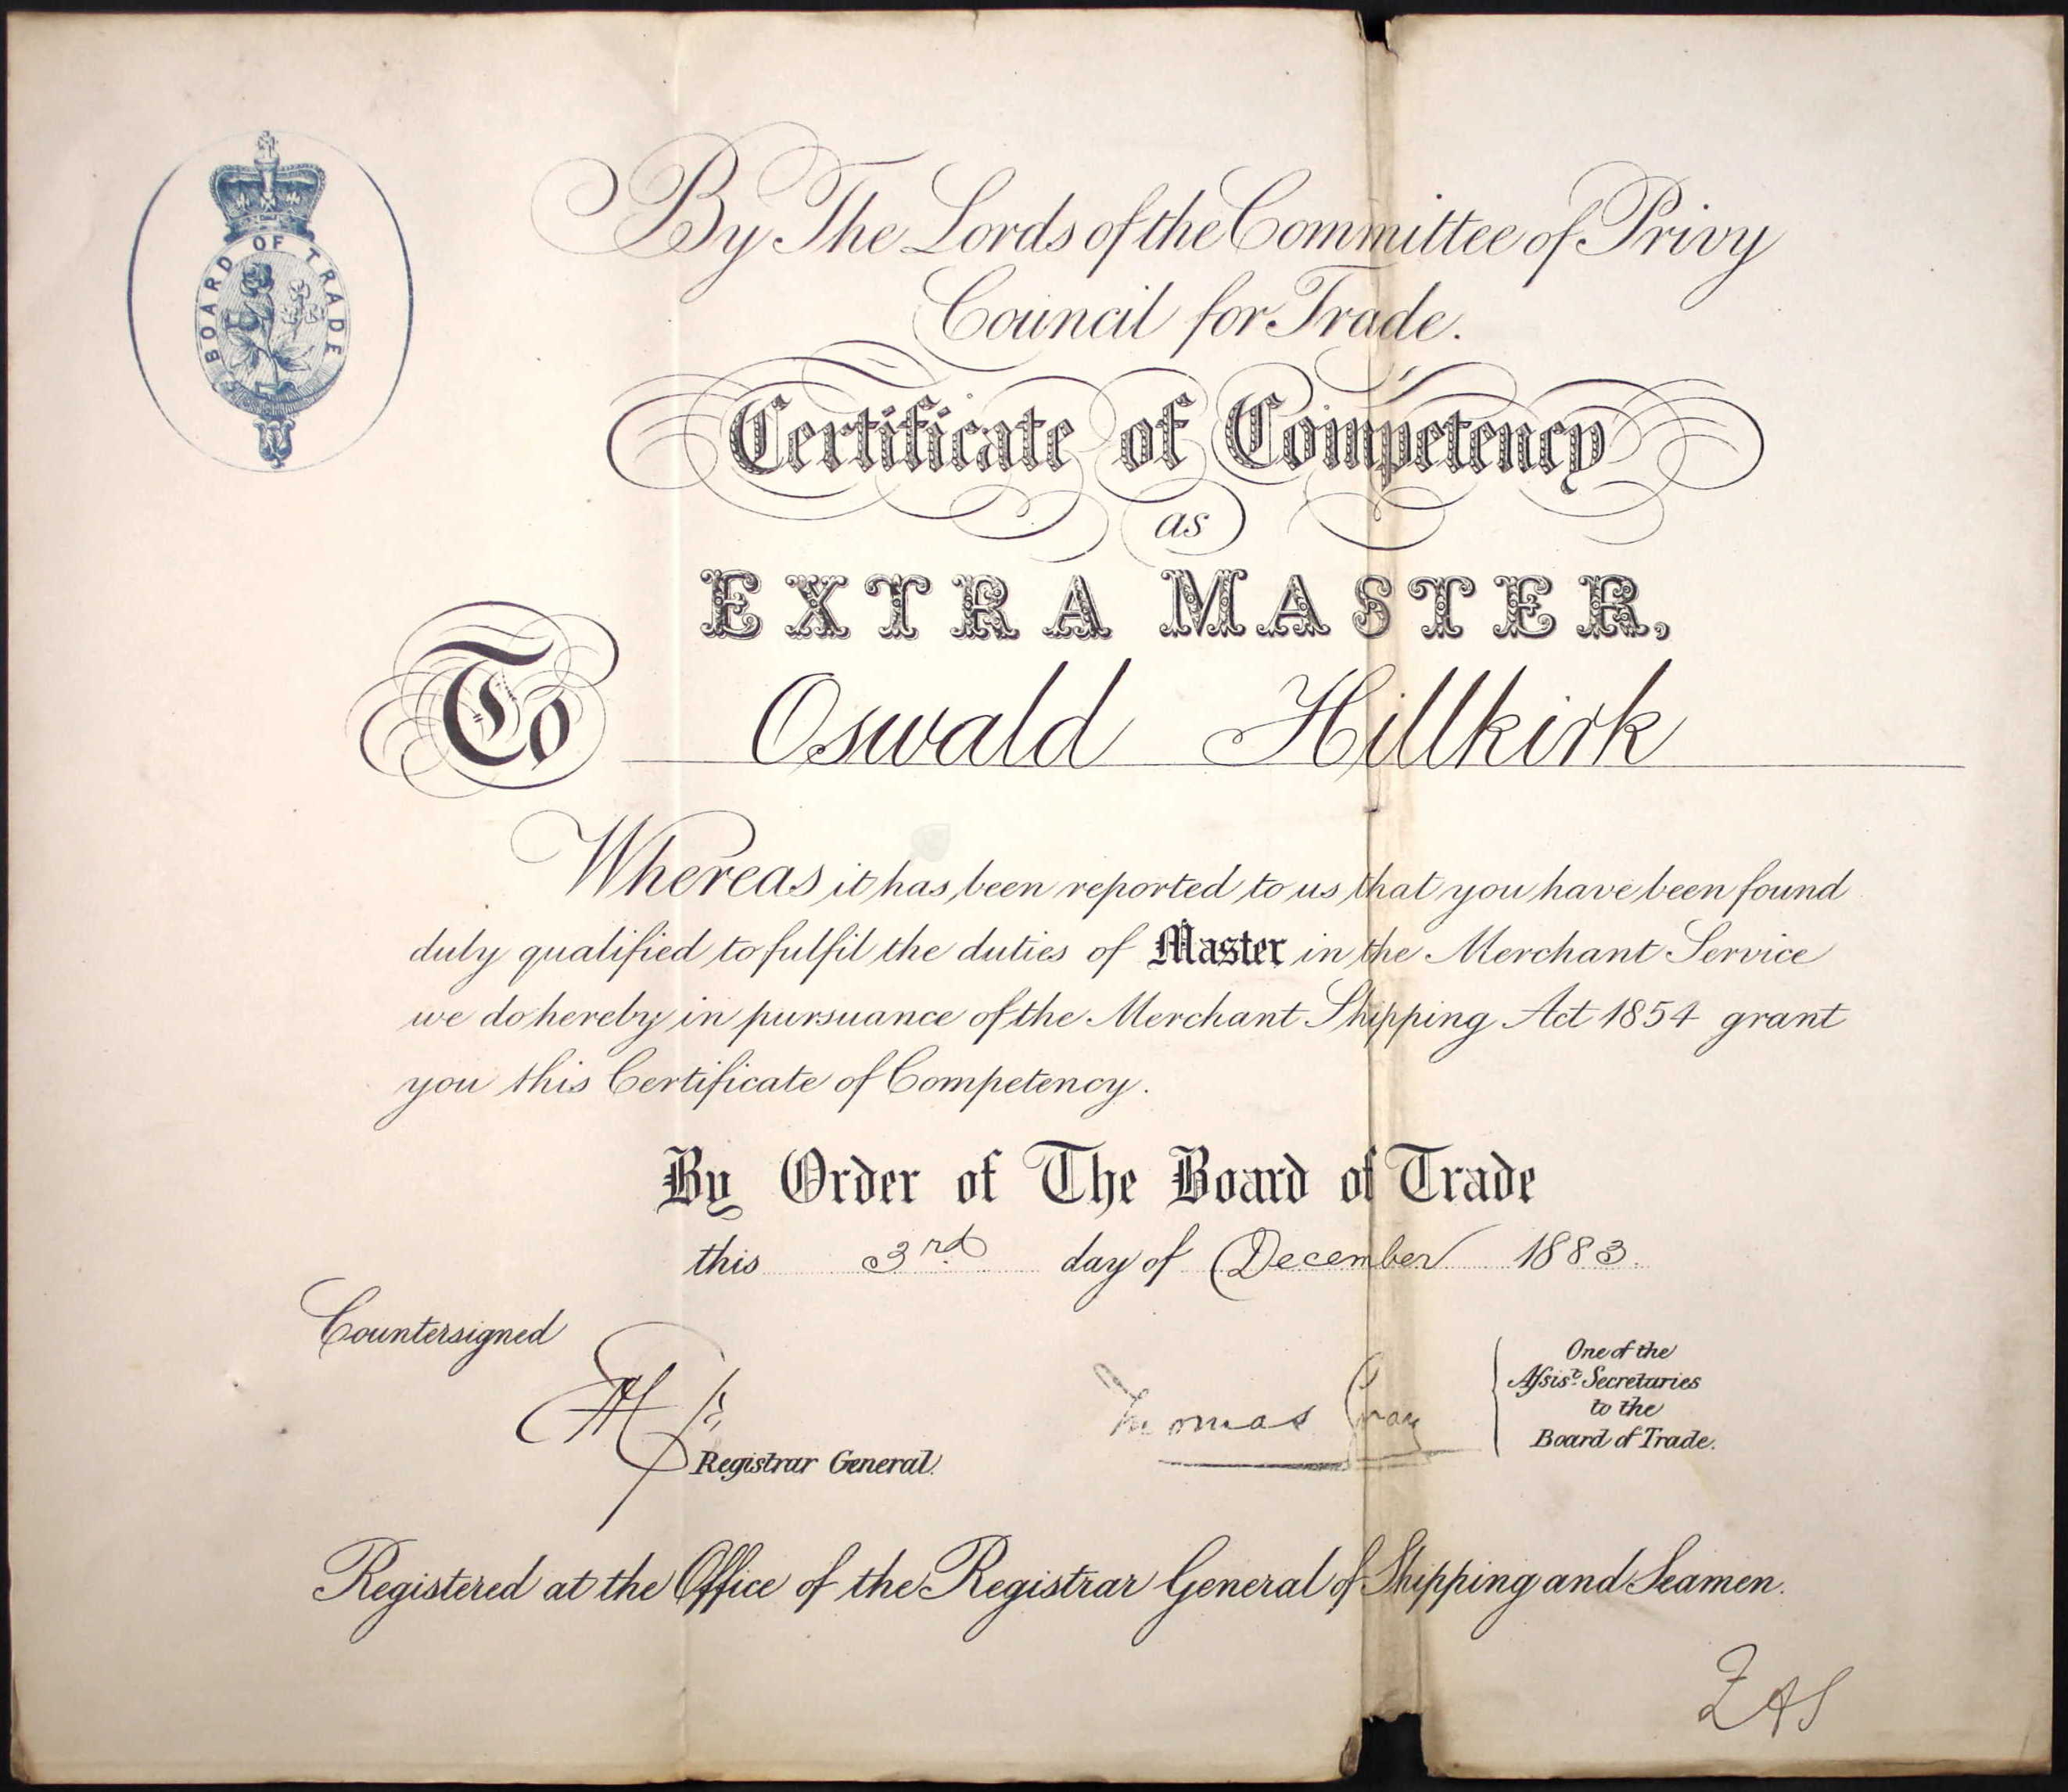 BOARD OF TRADE
By The Lords of the Committee of Privy
Council for Trade.
Certificate of Competency
as
EXTRA MASTER,
To Oswald Hillkirk
Whereas it has been reported to us that you have been found
duly qualified to fulfil the duties of Master in the Merchant Service
we do hereby in pursuance of the Merchant Shipping Act 1854 grant
you this Certificate of Competency.
By Order of The Board of Trade
this 3rd day of December 1883.
Countersigned
Registrar General.
Thomas Gray
One of the
Assist. Secretaries
to the
Board of Trade.
Registered at the Office of the Registrar General of Shipping and Seamen.